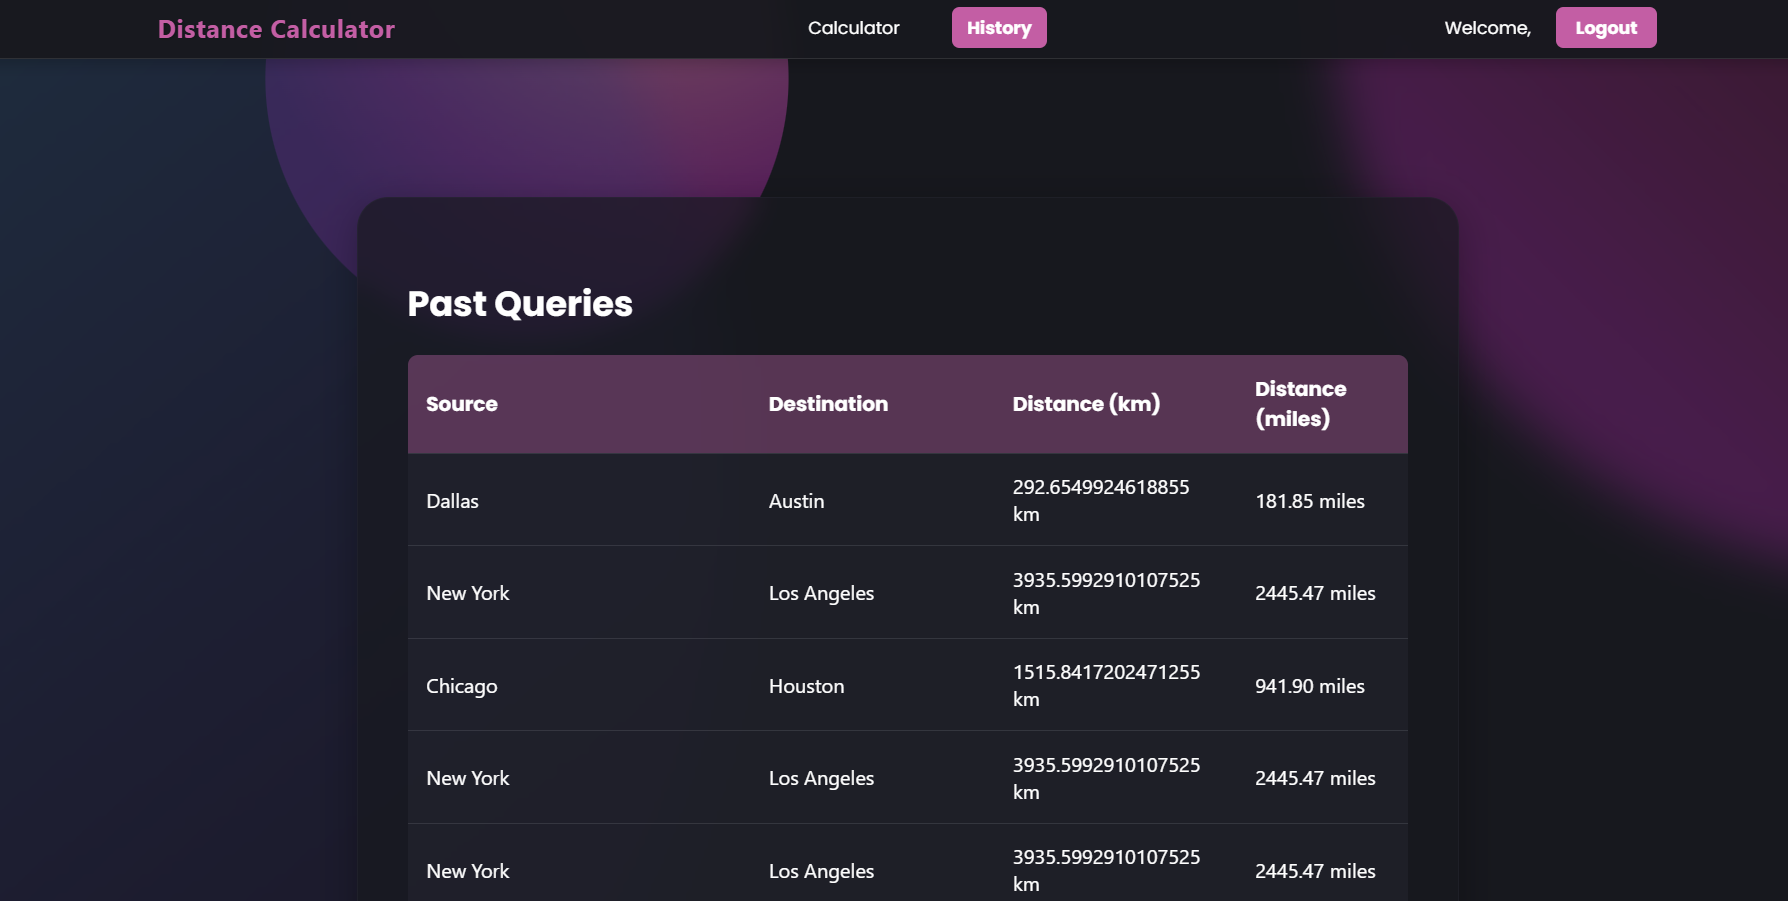 Distance Calculator
Calculator
History
Welcome,
Logout
Past Queries
Source
Destination
Distance (km)
Distance
(miles)
Dallas
Austin
292.6549924618855
km
181.85 miles
New York
Los Angeles
3935.5992910107525
km
2445.47 miles
Chicago
Houston
1515.8417202471255
km
941.90 miles
New York
Los Angeles
3935.5992910107525
km
2445.47 miles
New York
Los Angeles
3935.5992910107525
km
2445.47 miles